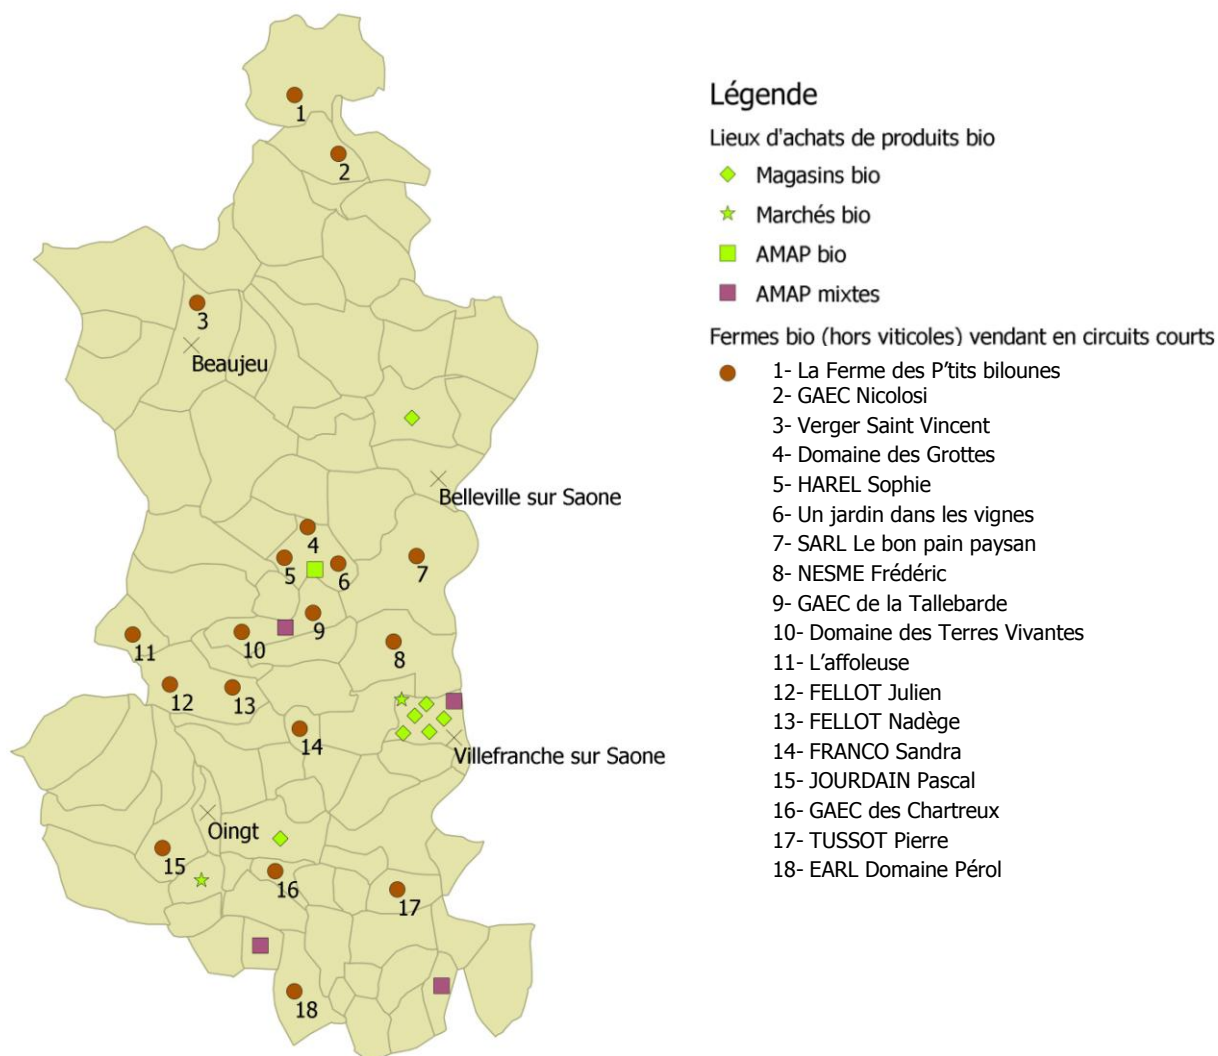 1
2
3
Beaujeu
Belleville sur Saone
4
5
6
7
8
9
10
11
12
13
14
Villefranche sur Saone
Oingt
15
16
17
18
Légende
Lieux d'achats de produits bio
Magasins bio
Marchés bio
AMAP bio
AMAP mixtes
Fermes bio (hors viticoles) vendant en circuits courts
1- La Ferme des P'tits bilounes
2- GAEC Nicolosi
3- Verger Saint Vincent
4- Domaine des Grottes
5- HAREL Sophie
6- Un jardin dans les vignes
7- SARL Le bon pain paysan
8- NESME Frédéric
9- GAEC de la Tallebarde
10- Domaine des Terres Vivantes
11- L'affoleuse
12- FELLOT Julien
13- FELLOT Nadège
14- FRANCO Sandra
15- JOURDAIN Pascal
16- GAEC des Chartreux
17- TUSSOT Pierre
18- EARL Domaine Pérol